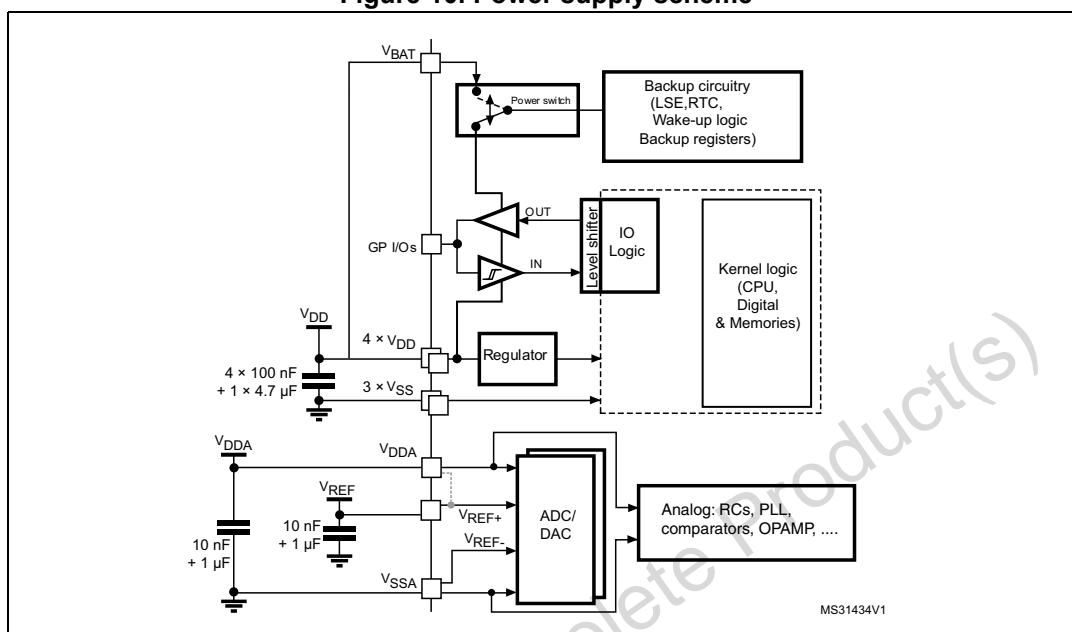 Figure 10. Power supply scheme
VBAT
Power switch
Backup circuitry
(LSE,RTC,
Wake-up logic
Backup registers)
OUT
GP I/Os
IN
Level shifter
IO
Logic
Kernel logic
(CPU,
Digital
& Memories)
VDD
4 × VDD
Regulator
4 × 100 nF
+ 1 × 4.7 µF
3 × VSS
VDDA
VDDA
VREF
10 nF
+ 1 µF
VREF+
VREF-
ADC/
DAC
Analog: RCs, PLL,
comparators, OPAMP, ....
10 nF
+ 1 µF
VSSA
MS31434V1
lete Product(s)